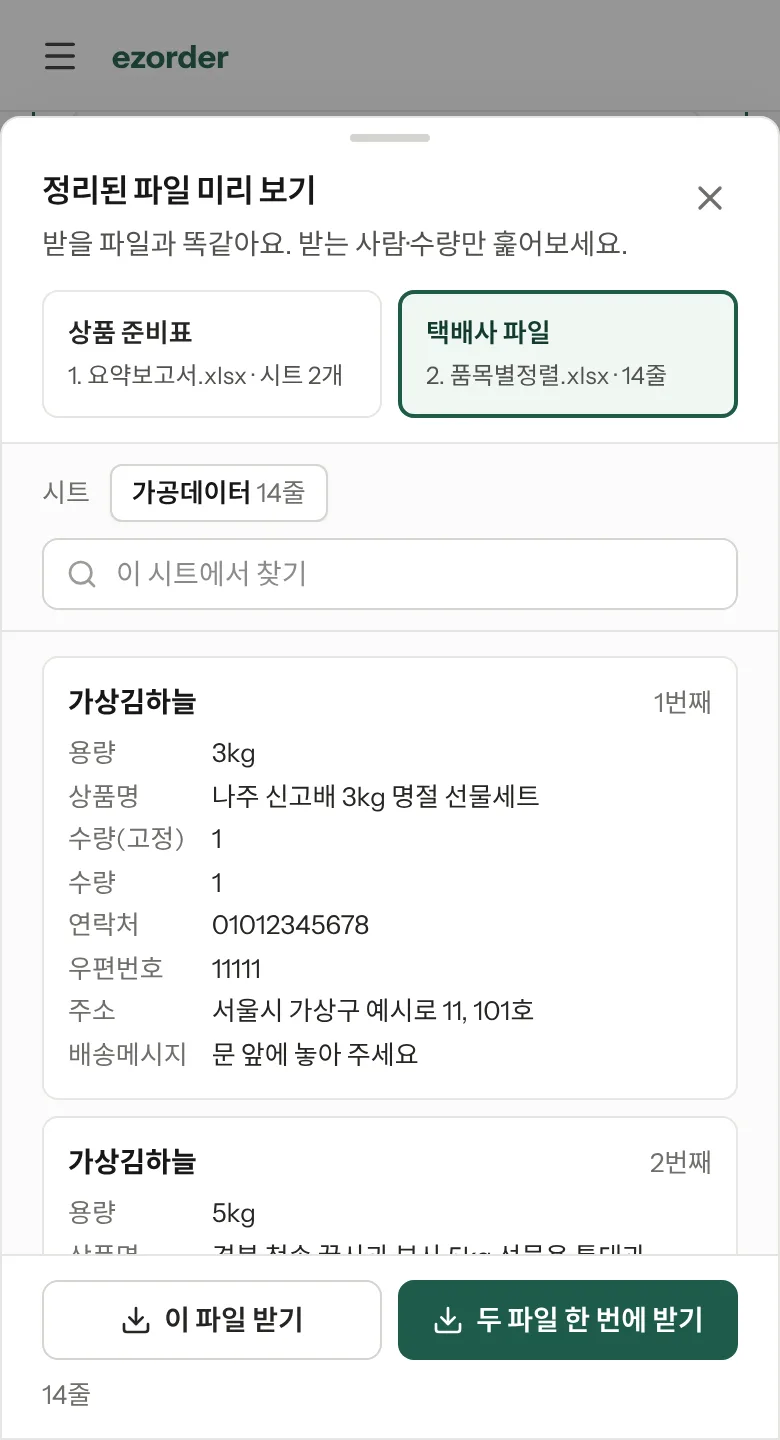 ezorder
정리된 파일 미리 보기
받을 파일과 똑같아요. 받는 사람·수량만 훑어보세요.
상품 준비표
1. 요약보고서.xlsx · 시트 2개
택배사 파일
2. 품목별정렬.xlsx · 14줄
시트 가공데이터 14줄
이 시트에서 찾기
가상김하늘 1번째
용량 3kg
상품명 나주 신고배 3kg 명절 선물세트
수량(고정) 1
수량 1
연락처 01012345678
우편번호 11111
주소 서울시 가상구 예시로 11, 101호
배송메시지 문 앞에 놓아 주세요
가상김하늘 2번째
용량 5kg
상품명
이 파일 받기
두 파일 한 번에 받기
14줄